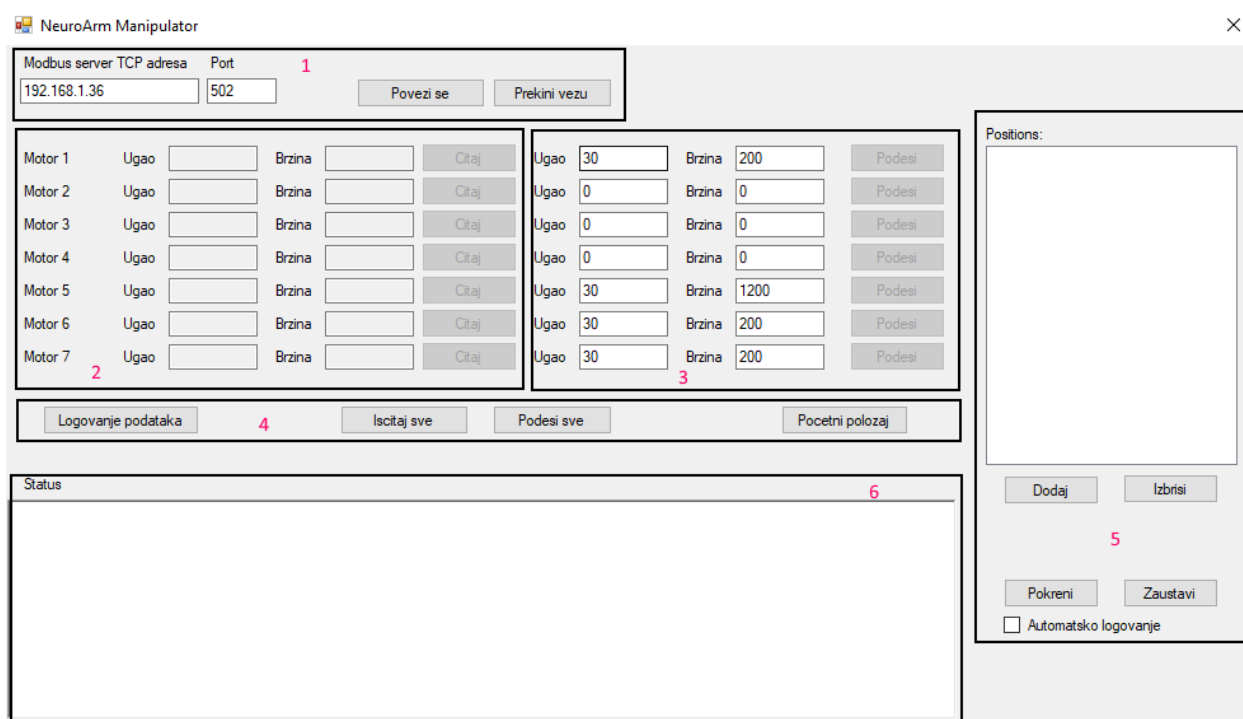 NeuroArm Manipulator
Modbus server TCP adresa Port 1
192.168.1.36 502 Povezi se Prekini vezu
Positions:
Motor 1 Ugao Brzina Citaj Ugao 30 Brzina 200 Podesi
Motor 2 Ugao Brzina Citaj Ugao 0 Brzina 0 Podesi
Motor 3 Ugao Brzina Citaj Ugao 0 Brzina 0 Podesi
Motor 4 Ugao Brzina Citaj Ugao 0 Brzina 0 Podesi
Motor 5 Ugao Brzina Citaj Ugao 30 Brzina 1200 Podesi
Motor 6 Ugao Brzina Citaj Ugao 30 Brzina 200 Podesi
Motor 7 Ugao Brzina Citaj Ugao 30 Brzina 200 Podesi
2 3
Logovanje podataka 4 Iscitaj sve Podesi sve Pocetni polozaj
Status 6
Dodaj Izbrisi
5
Pokreni Zaustavi
Automatsko logovanje